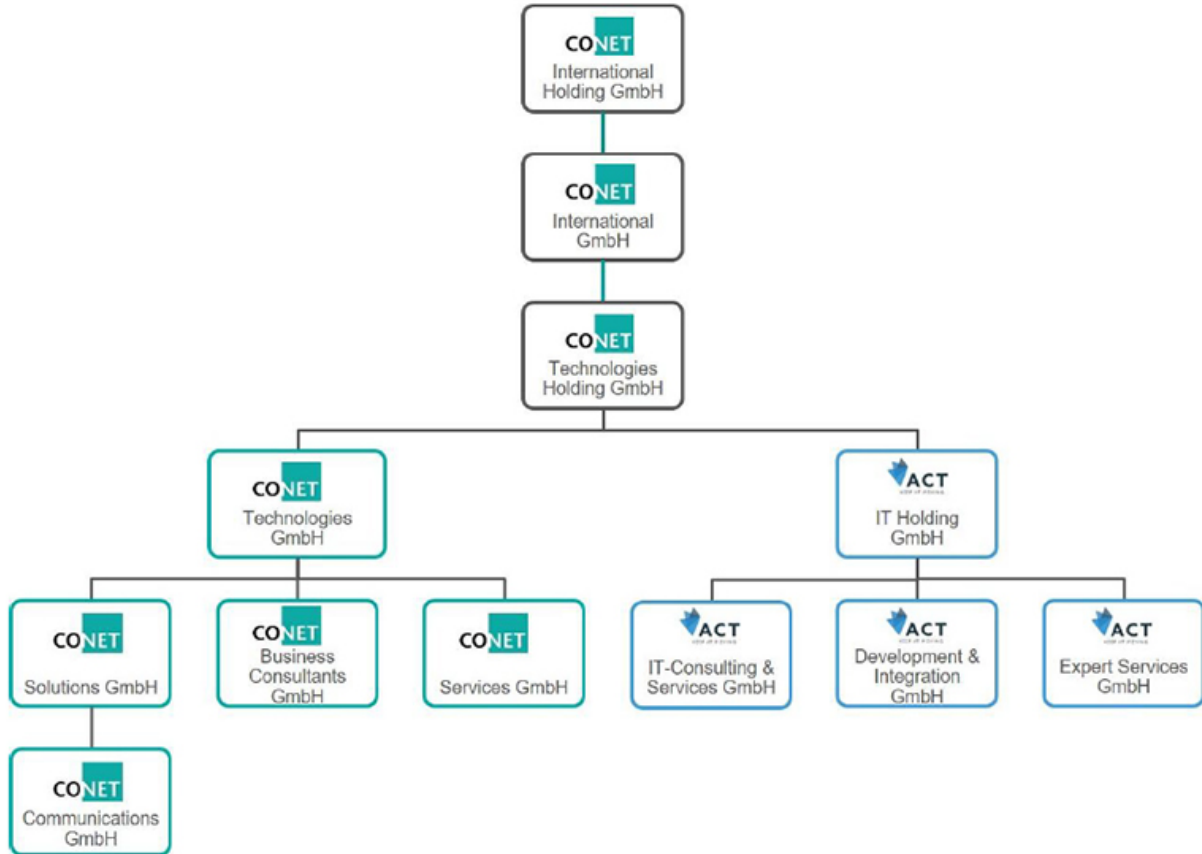 CONET
International
Holding GmbH
CONET
International
GmbH
CONET
Technologies
Holding GmbH
CONET
Technologies
GmbH
ACT
IT Holding
GmbH
CONET
Solutions GmbH
CONET
Business
Consultants
GmbH
CONET
Services GmbH
ACT
IT-Consulting &
Services GmbH
ACT
Development &
Integration
GmbH
ACT
Expert Services
GmbH
CONET
Communications
GmbH